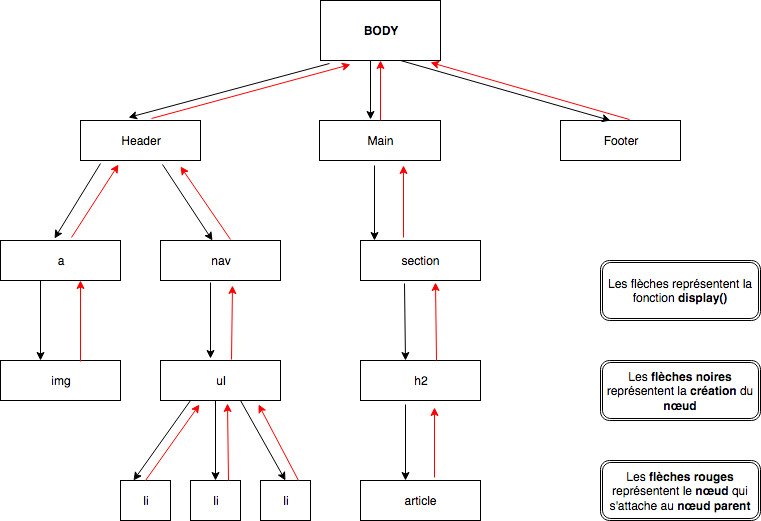 BODY
Header
Main
Footer
a
nav
section
Les flèches représentent la
fonction display()
img
ul
h2
Les flèches noires
représentent la création du
nœud
li
li
li
article
Les flèches rouges
représentent le nœud qui
s'attache au nœud parent